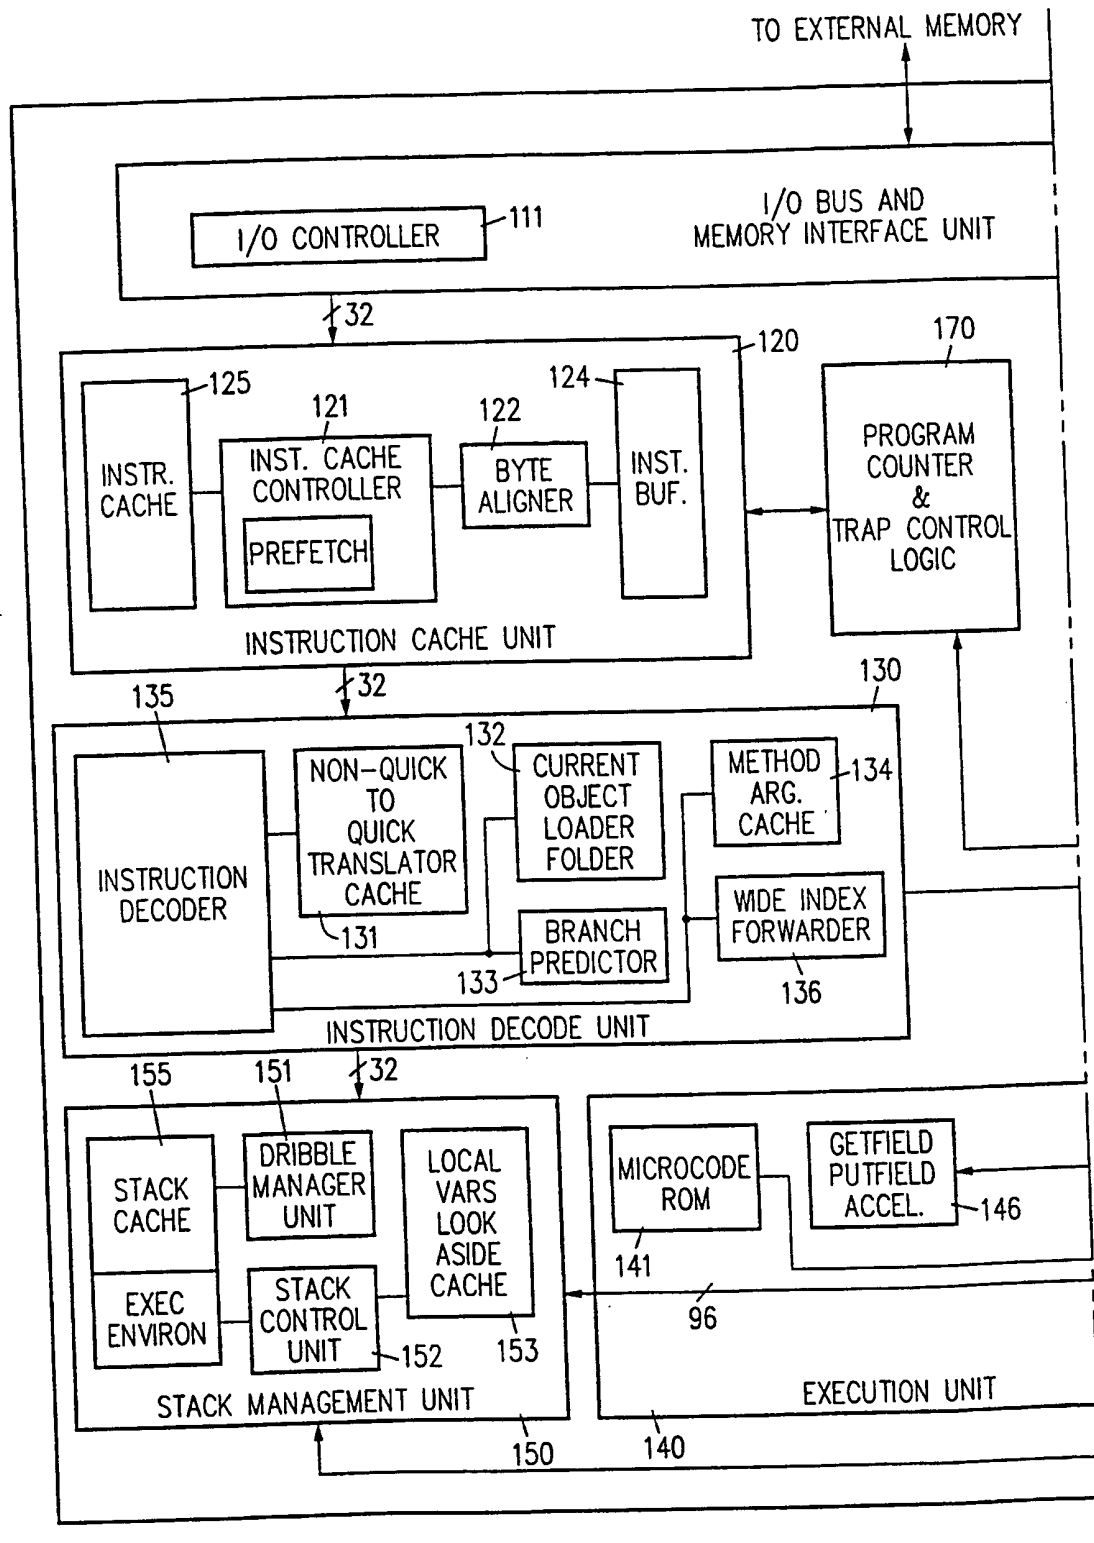 TO EXTERNAL MEMORY
I/O CONTROLLER
111
I/O BUS AND
MEMORY INTERFACE UNIT
32
120
170
125
INSTR.
CACHE
121
INST. CACHE
CONTROLLER
PREFETCH
122
BYTE
ALIGNER
124
INST.
BUF.
INSTRUCTION CACHE UNIT
PROGRAM
COUNTER
&
TRAP CONTROL
LOGIC
32
130
135
INSTRUCTION
DECODER
NON-QUICK
TO
QUICK
TRANSLATOR
CACHE
131
132
CURRENT
OBJECT
LOADER
FOLDER
BRANCH
PREDICTOR
133
METHOD
ARG.
CACHE
134
WIDE INDEX
FORWARDER
136
INSTRUCTION DECODE UNIT
32
155
STACK
CACHE
EXEC
ENVIRON
151
DRIBBLE
MANAGER
UNIT
STACK
CONTROL
UNIT
152
LOCAL
VARS
LOOK
ASIDE
CACHE
153
STACK MANAGEMENT UNIT
150
MICROCODE
ROM
141
GETFIELD
PUTFIELD
ACCEL.
146
96
EXECUTION UNIT
140